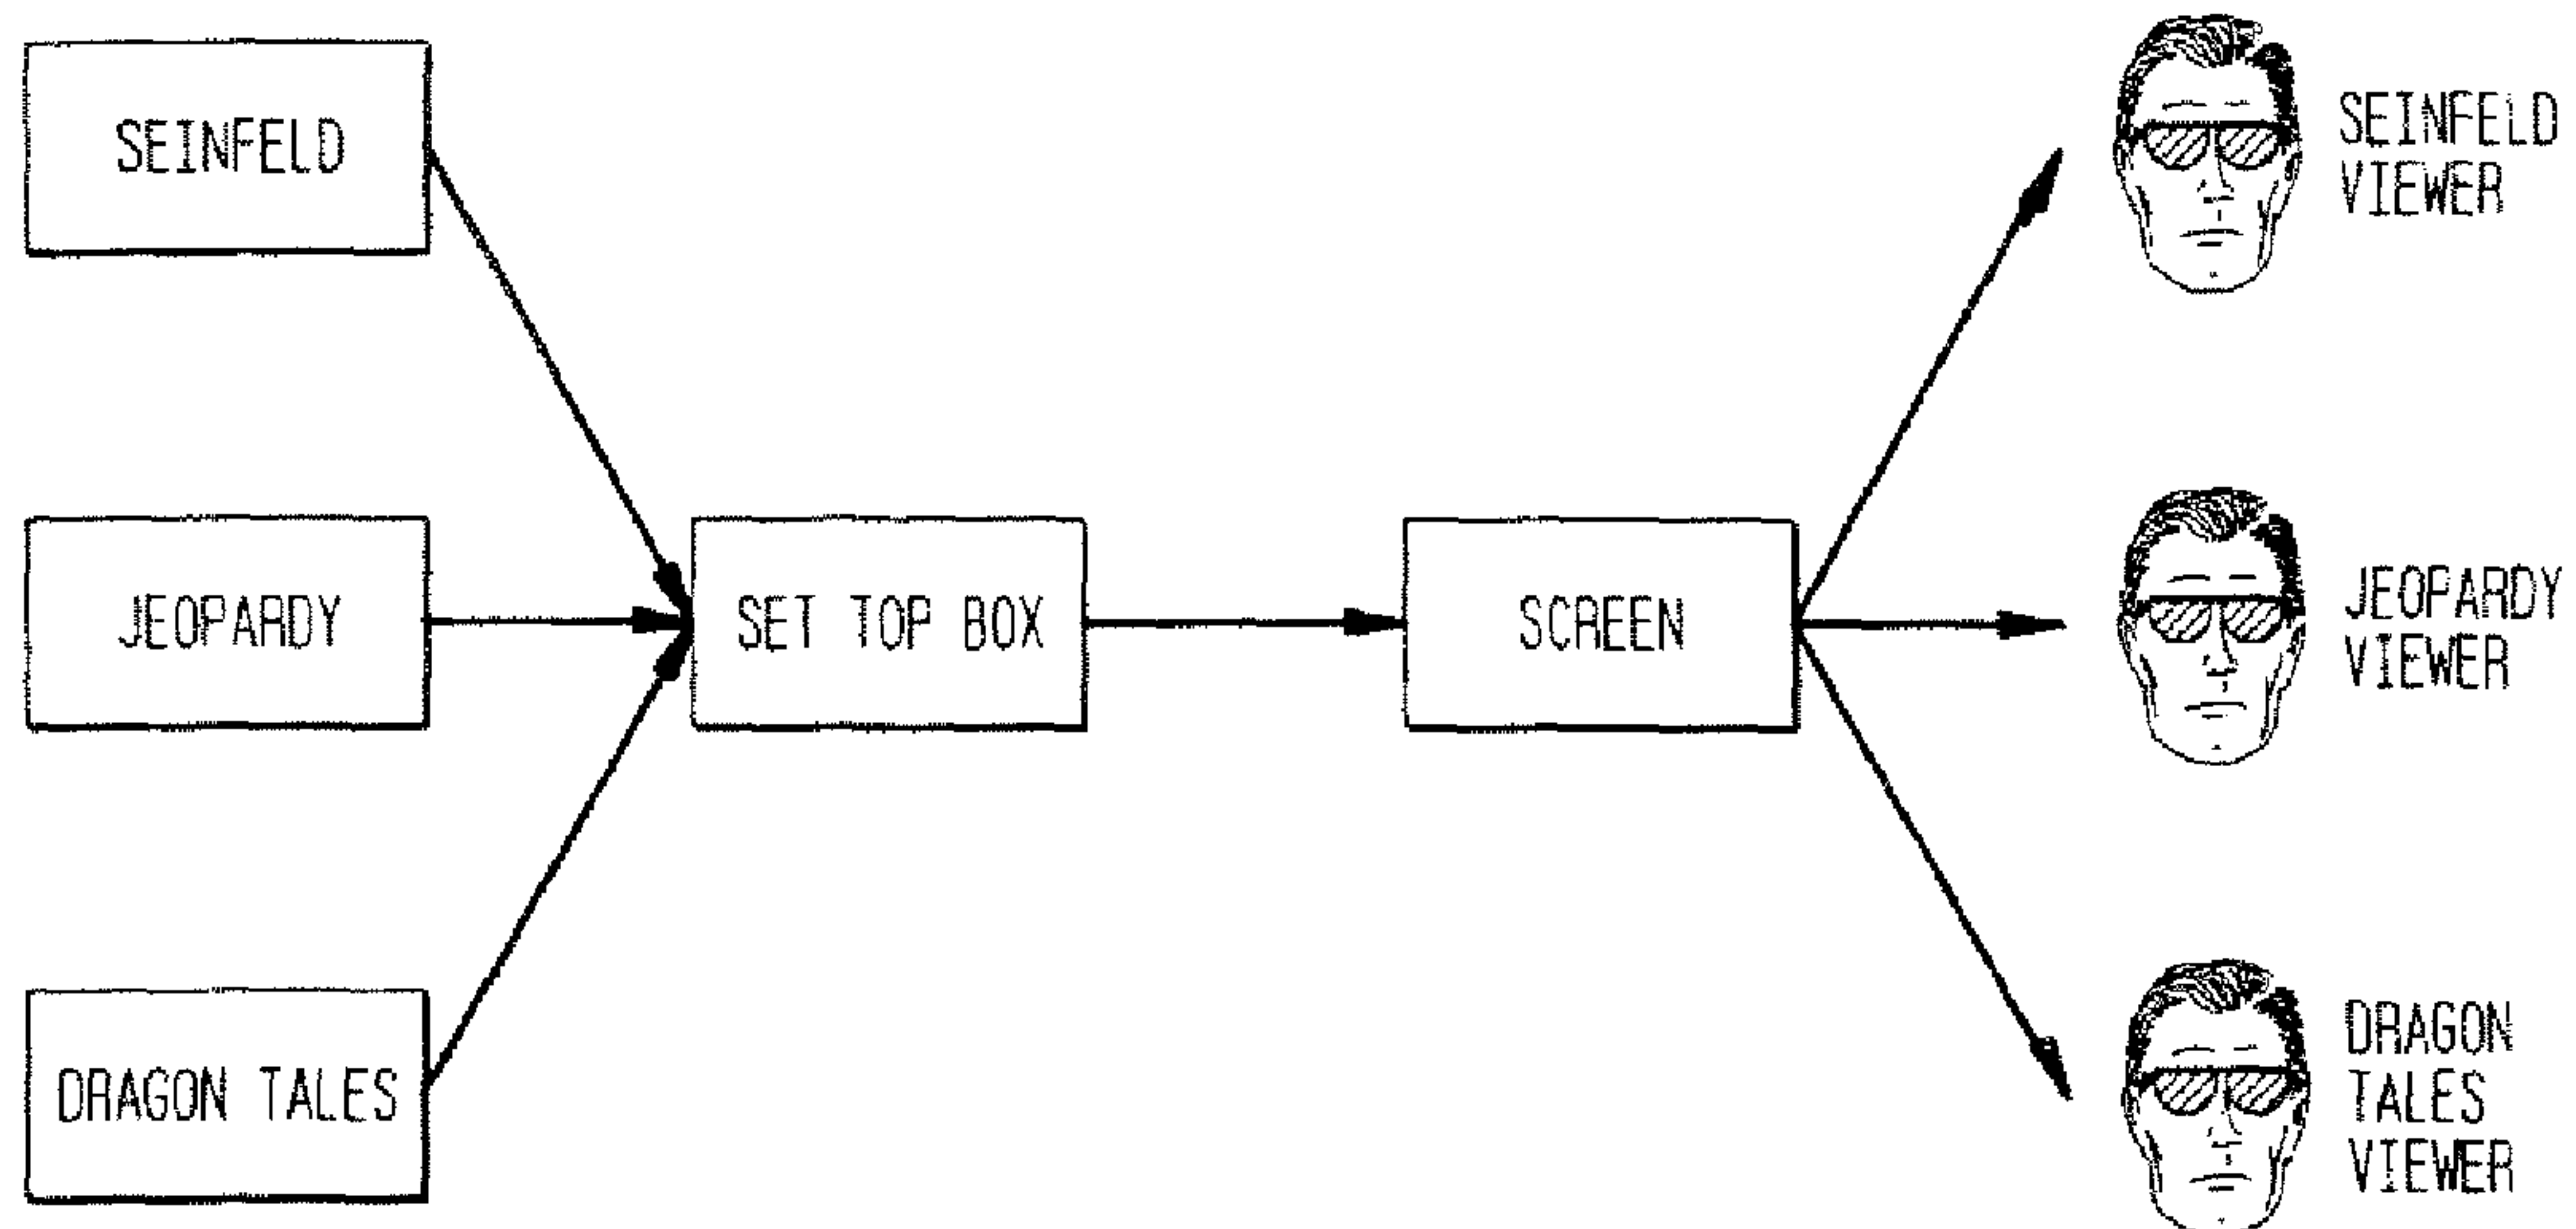 SEINFELD
SEINFELD
VIEWER
JEOPARDY
SET TOP BOX
SCREEN
JEOPARDY
VIEWER
DRAGON TALES
DRAGON
TALES
VIEWER